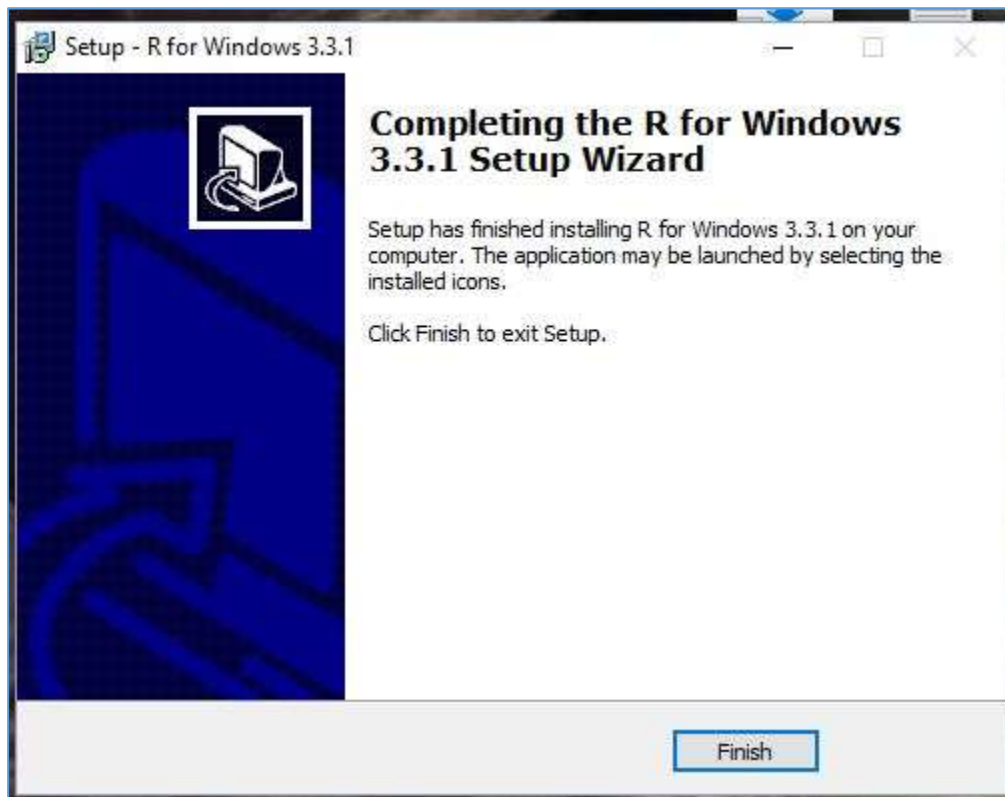 Setup - R for Windows 3.3.1
Completing the R for Windows
3.3.1 Setup Wizard
Setup has finished installing R for Windows 3.3.1 on your
computer. The application may be launched by selecting the
installed icons.
Click Finish to exit Setup.
Finish